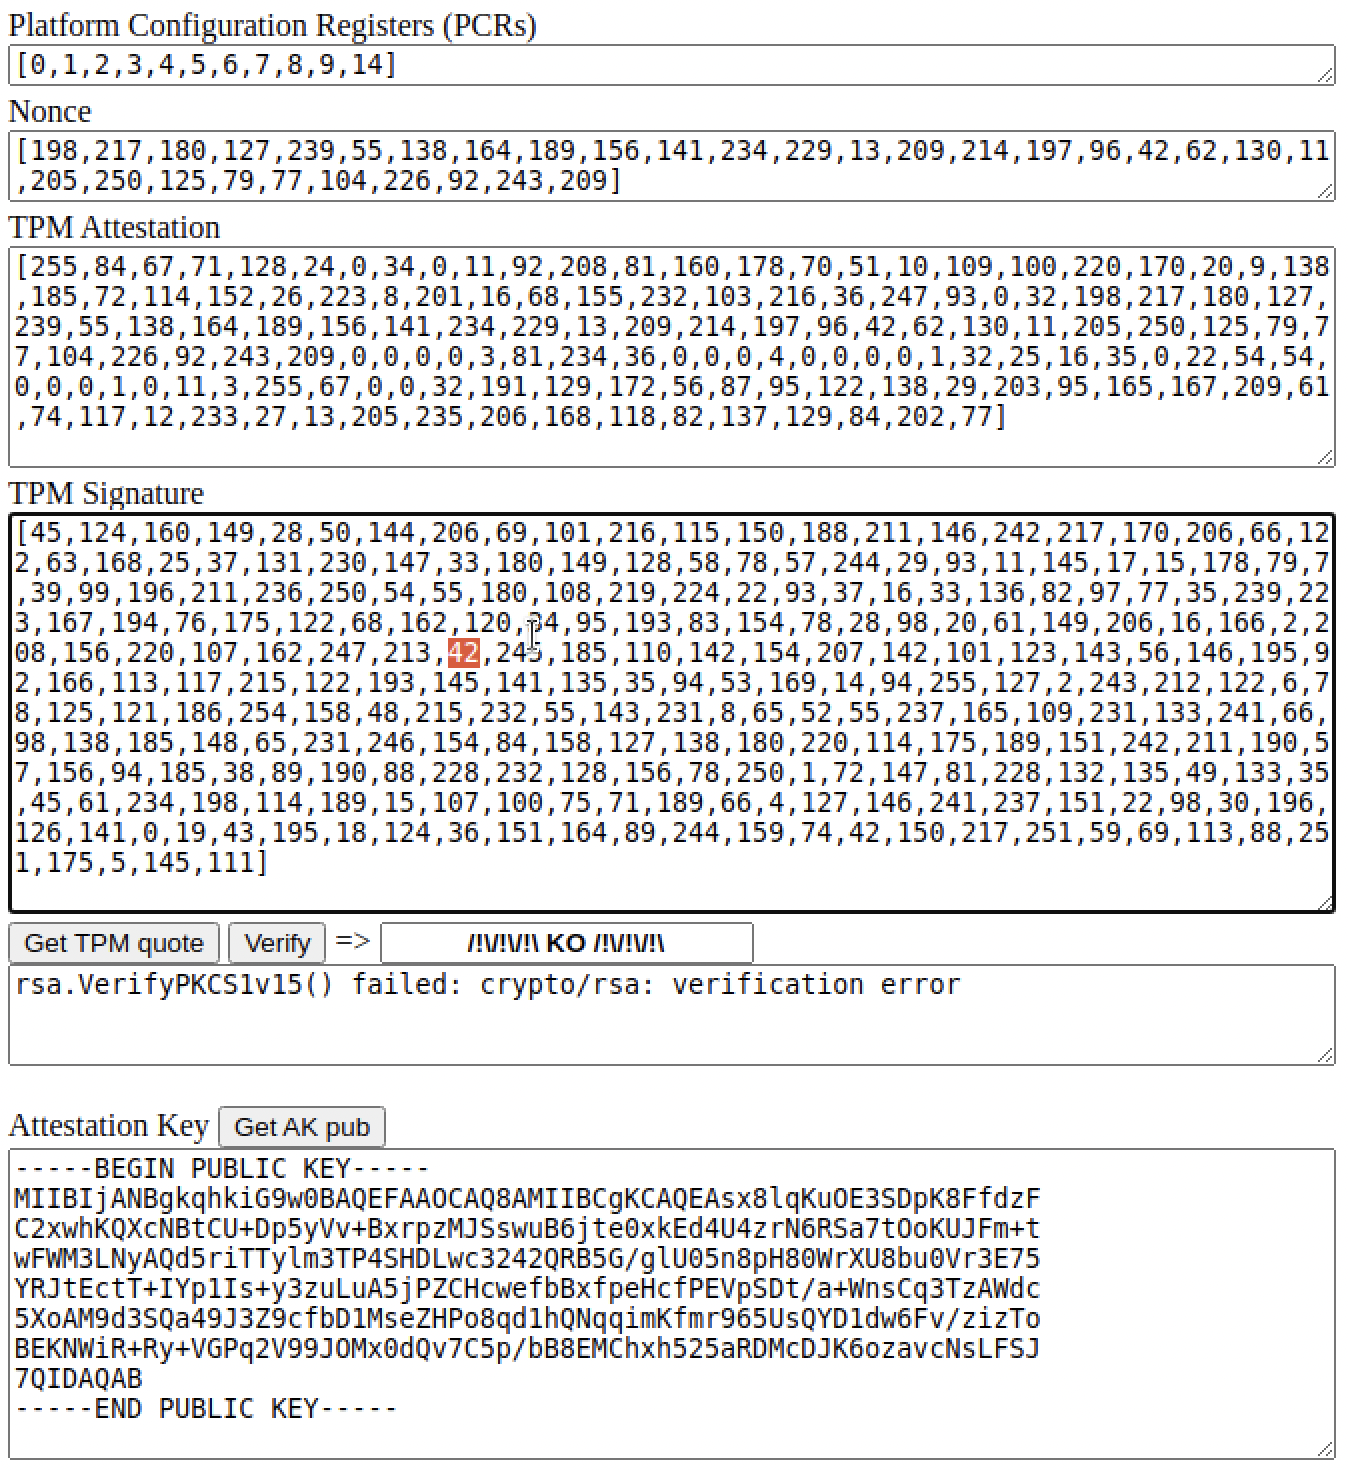 Platform Configuration Registers (PCRs)
[0,1,2,3,4,5,6,7,8,9,14]
Nonce
[198,217,180,127,239,55,138,164,189,156,141,234,229,13,209,214,197,96,42,62,130,11
,205,250,125,79,77,104,226,92,243,209]
TPM Attestation
[255,84,67,71,128,24,0,34,0,11,92,208,81,160,178,70,51,10,109,100,220,170,20,9,138
,185,72,114,152,26,223,8,201,16,68,155,232,103,216,36,247,93,0,32,198,217,180,127,
239,55,138,164,189,156,141,234,229,13,209,214,197,96,42,62,130,11,205,250,125,79,7
7,104,226,92,243,209,0,0,0,0,3,81,234,36,0,0,0,4,0,0,0,0,1,32,25,16,35,0,22,54,54,
0,0,0,1,0,11,3,255,67,0,0,32,191,129,172,56,87,95,122,138,29,203,95,165,167,209,61
,74,117,12,233,27,13,205,235,206,168,118,82,137,129,84,202,77]
TPM Signature
[45,124,160,149,28,50,144,206,69,101,216,115,150,188,211,146,242,217,170,206,66,12
2,63,168,25,37,131,230,147,33,180,149,128,58,78,57,244,29,93,11,145,17,15,178,79,7
,39,99,196,211,236,250,54,55,180,108,219,224,22,93,37,16,33,136,82,97,77,35,239,22
3,167,194,76,175,122,68,162,120, ,95,193,83,154,78,28,98,20,61,149,206,16,166,2,2
08,156,220,107,162,247,213,42, ,185,110,142,154,207,142,101,123,143,56,146,195,9
2,166,113,117,215,122,193,145,141,135,35,94,53,169,14,94,255,127,2,243,212,122,6,7
8,125,121,186,254,158,48,215,232,55,143,231,8,65,52,55,237,165,109,231,133,241,66,
98,138,185,148,65,231,246,154,84,158,127,138,180,220,114,175,189,151,242,211,190,5
7,156,94,185,38,89,190,88,228,232,128,156,78,250,1,72,147,81,228,132,135,49,133,35
,45,61,234,198,114,189,15,107,100,75,71,189,66,4,127,146,241,237,151,22,98,30,196,
126,141,0,19,43,195,18,124,36,151,164,89,244,159,74,42,150,217,251,59,69,113,88,25
1,175,5,145,111]
Get TPM quote Verify => /!\/!\/!\ KO /!\/!\/!\
rsa.VerifyPKCS1v15() failed: crypto/rsa: verification error
Attestation Key Get AK pub
-----BEGIN PUBLIC KEY-----
MIIBIjANBgkqhkiG9w0BAQEFAAOCAQ8AMIIBCgKCAQEAsx8lqKuOE3SDpK8FfdzF
C2xwhKQXcNBtCU+Dp5yVv+BxrpzMJSswuB6jte0xkEd4U4zrN6RSa7tOoKUJFm+t
wFWM3LNyAQd5riTTylm3TP4SHDLwc3242QRB5G/glU05n8pH80WrXU8bu0Vr3E75
YRJtEctT+IYp1Is+y3zuLuA5jPZCHcwefbBxfpeHcfPEVpSDt/a+WnsCq3TzAWdc
5XoAM9d3SQa49J3Z9cfbD1MseZHPo8qd1hQNqqimKfmr965UsQYD1dw6Fv/zizTo
BEKNWiR+Ry+VGPq2V99JOMx0dQv7C5p/bB8EMChxh525aRDMcDJK6ozavcNsLFSJ
7QIDAQAB
-----END PUBLIC KEY-----